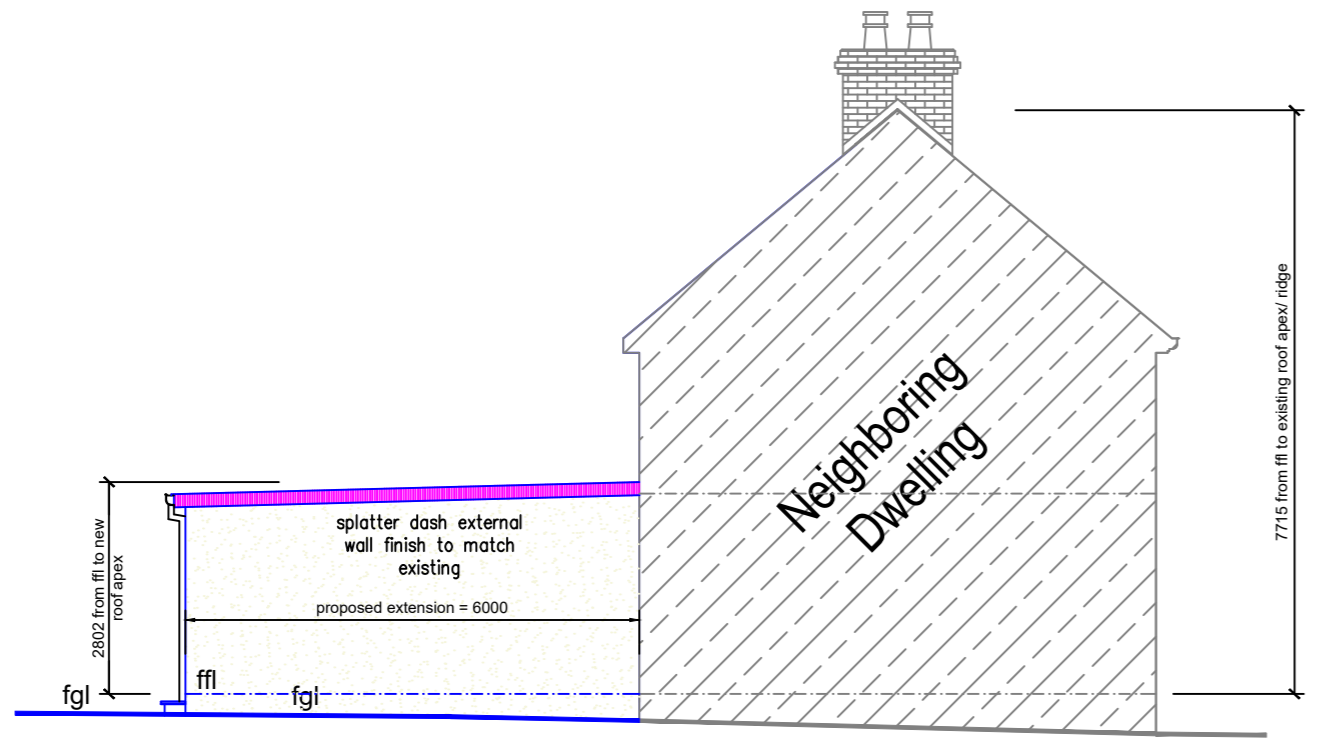 Neighboring
Dwelling
7715 from ffl to existing roof apex/ ridge
splatter dash external
wall finish to match
existing
proposed extension = 6000
2802 from ffl to new
roof apex
ffl
fgl
fgl